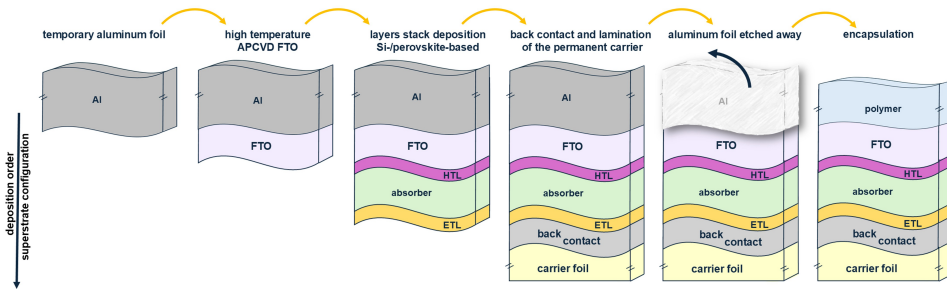 temporary aluminum foil
high temperature
APCVD FTO
layers stack deposition
Si-/perovskite-based
back contact and lamination
of the permanent carrier
aluminum foil etched away
encapsulation
deposition order
superstrate configuration
Al
Al
FTO
Al
FTO
HTL
absorber
ETL
Al
FTO
HTL
absorber
ETL
back contact
carrier foil
Al
FTO
HTL
absorber
ETL
back contact
carrier foil
polymer
FTO
HTL
absorber
ETL
back contact
carrier foil